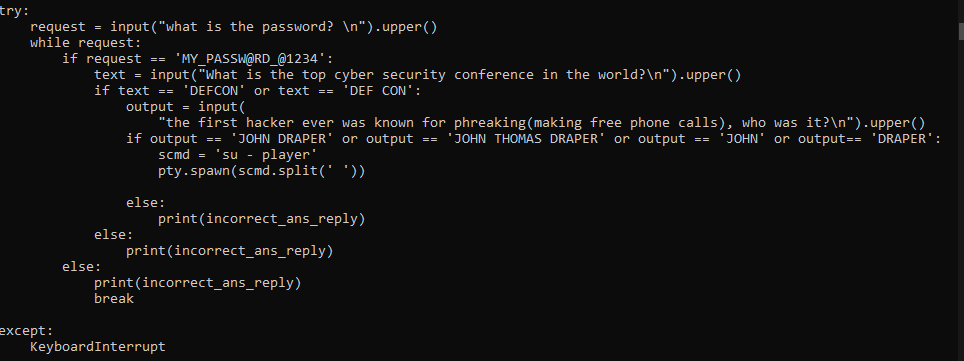 try:
    request = input("what is the password? \n").upper()
    while request:
        if request == 'MY_PASSW@RD_@1234':
            text = input("What is the top cyber security conference in the world?\n").upper()
            if text == 'DEFCON' or text == 'DEF CON':
                output = input(
                    "the first hacker ever was known for phreaking(making free phone calls), who was it?\n").upper()
                if output == 'JOHN DRAPER' or output == 'JOHN THOMAS DRAPER' or output == 'JOHN' or output== 'DRAPER':
                    scmd = 'su - player'
                    pty.spawn(scmd.split(' '))

                else:
                    print(incorrect_ans_reply)
            else:
                print(incorrect_ans_reply)
        else:
            print(incorrect_ans_reply)
            break

except:
    KeyboardInterrupt